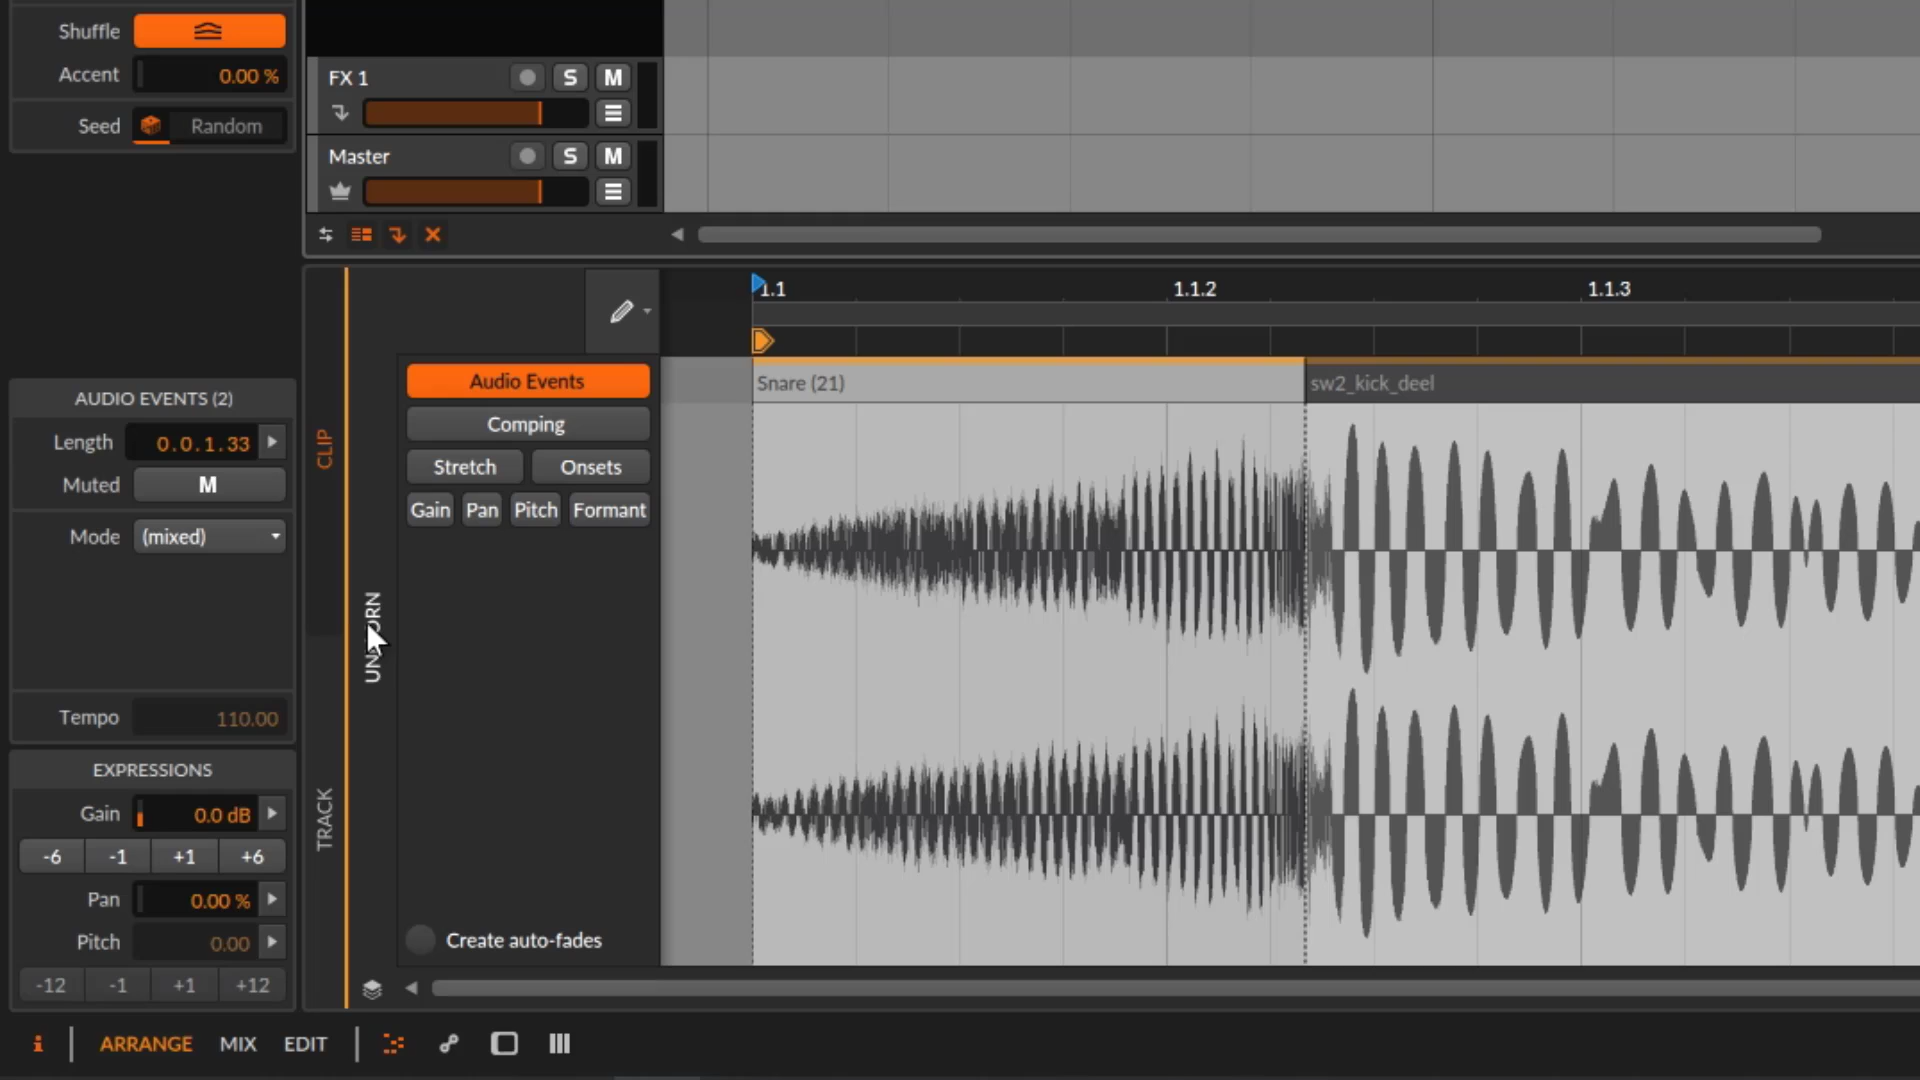 Shuffle
Accent 0.00 %
Seed Random
FX 1 S M
Master S M
1.1 1.1.2 1.1.3
Audio Events
Comping
Stretch Onsets
Gain Pan Pitch Formant
Create auto-fades
Snare (21) sw2_kick_deel
CLIP
TRACK
AUDIO EVENTS (2)
Length 0.0.1.33
Muted M
Mode (mixed)
Tempo 110.00
EXPRESSIONS
Gain 0.0 dB
-6 -1 +1 +6
Pan 0.00 %
Pitch 0.00
-12 -1 +1 +12
i ARRANGE MIX EDIT